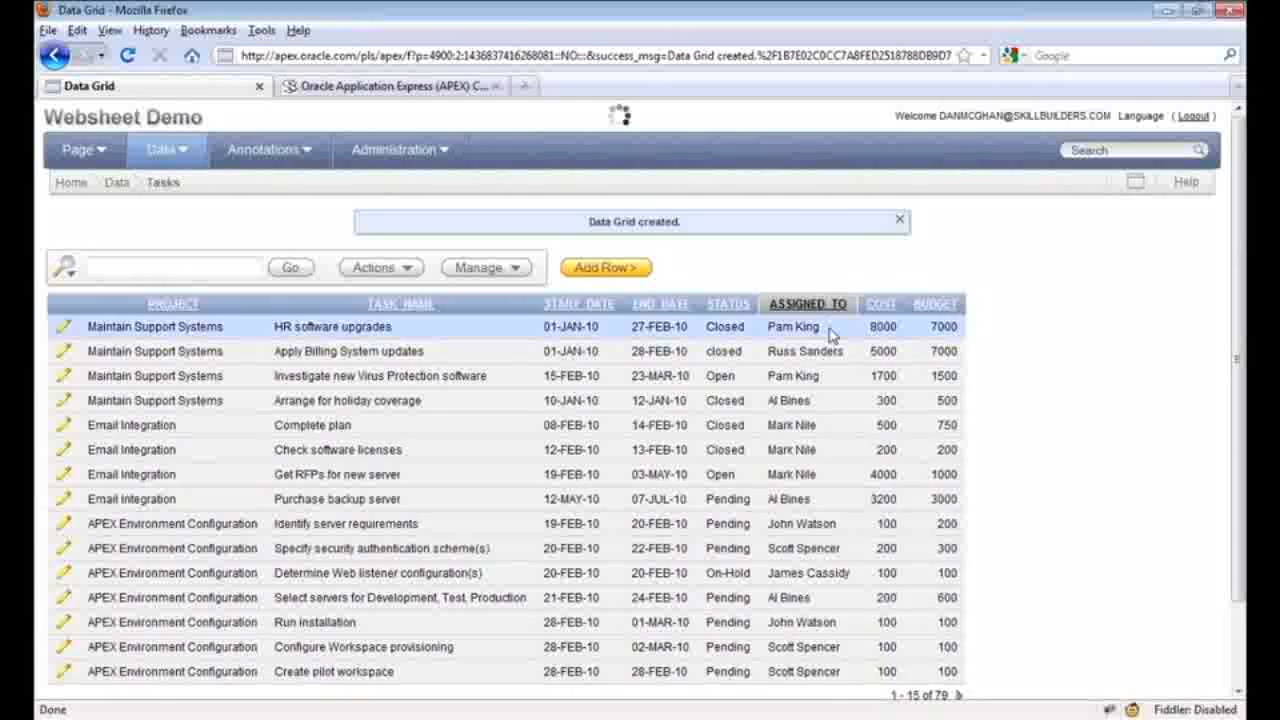 Data Grid - Mozilla Firefox
File Edit View History Bookmarks Tools Help
http://apex.oracle.com/pls/apex/f?p=4900:2:1436837416268081::NO:::&success_msg=Data Grid created.%2F1B7E02C0CC7A8FED2518788DB9D7 Google
Data Grid Oracle Application Express (APEX) C...
Websheet Demo Welcome DANMCGHAN@SKILLBUILDERS.COM Language ( Logout )
Page Data Annotations Administration Search
Home Data Tasks Help
Data Grid created.
Go Actions Manage Add Row >
PROJECT TASK NAME START DATE END DATE STATUS ASSIGNED TO COST BUDGET
Maintain Support Systems HR software upgrades 01-JAN-10 27-FEB-10 Closed Pam King 8000 7000
Maintain Support Systems Apply Billing System updates 01-JAN-10 28-FEB-10 closed Russ Sanders 5000 7000
Maintain Support Systems Investigate new Virus Protection software 15-FEB-10 23-MAR-10 Open Pam King 1700 1500
Maintain Support Systems Arrange for holiday coverage 10-JAN-10 12-JAN-10 Closed Al Bines 300 500
Email Integration Complete plan 08-FEB-10 14-FEB-10 Closed Mark Nile 500 750
Email Integration Check software licenses 12-FEB-10 13-FEB-10 Closed Mark Nile 200 200
Email Integration Get RFPs for new server 19-FEB-10 03-MAY-10 Open Mark Nile 4000 1000
Email Integration Purchase backup server 12-MAY-10 07-JUL-10 Pending Al Bines 3200 3000
APEX Environment Configuration Identify server requirements 19-FEB-10 20-FEB-10 Pending John Watson 100 200
APEX Environment Configuration Specify security authentication scheme(s) 20-FEB-10 22-FEB-10 Pending Scott Spencer 200 300
APEX Environment Configuration Determine Web listener configuration(s) 20-FEB-10 20-FEB-10 On-Hold James Cassidy 100 100
APEX Environment Configuration Select servers for Development, Test, Production 21-FEB-10 24-FEB-10 Pending Al Bines 200 600
APEX Environment Configuration Run installation 28-FEB-10 01-MAR-10 Pending John Watson 100 100
APEX Environment Configuration Configure Workspace provisioning 28-FEB-10 02-MAR-10 Pending Scott Spencer 100 100
APEX Environment Configuration Create pilot workspace 28-FEB-10 28-FEB-10 Pending Scott Spencer 100 100
1 - 15 of 79
Done Fiddler: Disabled